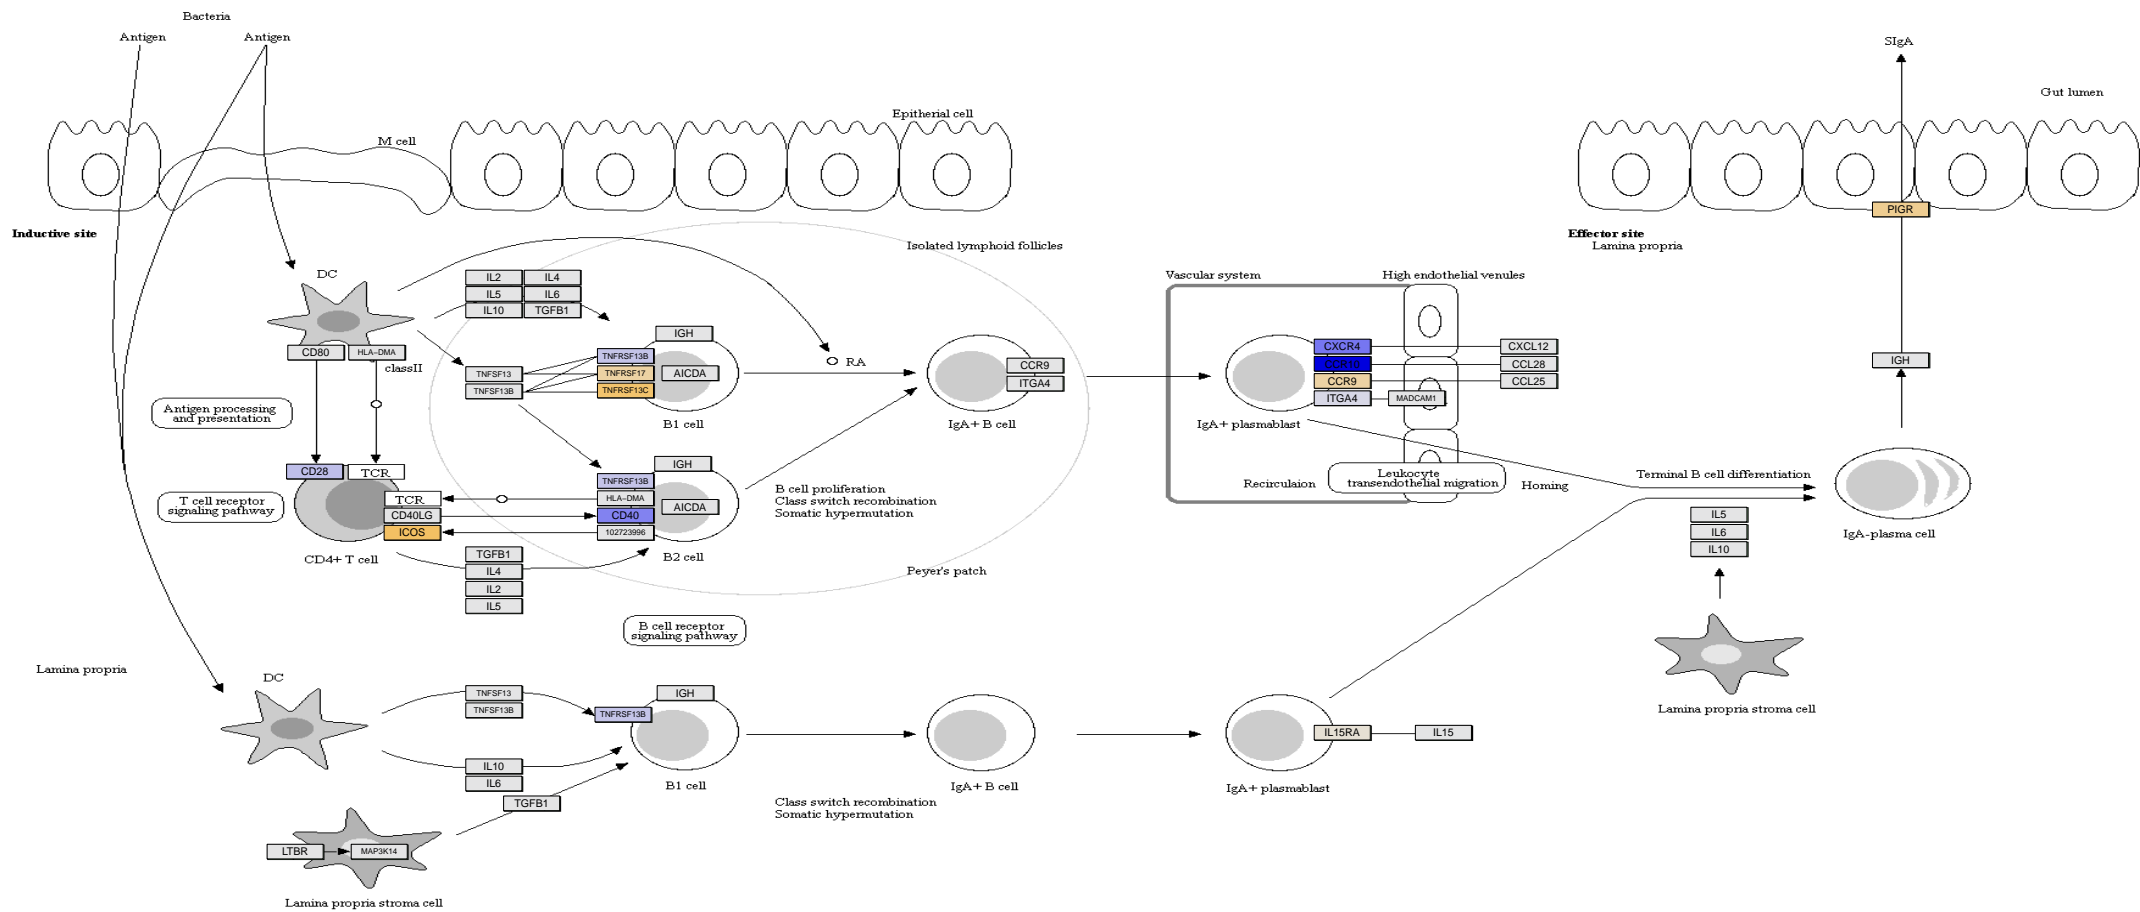 Bacteria
Antigen
Antigen
SIgA
Gut lumen
Epitherial cell
M cell
PIGR
Inductive site
Effector site
Lamina propria
Isolated lymphoid follicles
DC
Vascular system
High endothelial venules
IL2
IL4
IL5
IL6
IL10
TGFB1
IGH
CD80
HLA-DMA
classII
TNFRSF13B
TNFSF13
TNFRSF17
AICDA
TNFSF13B
TNFRSF13C
RA
B1 cell
CCR9
ITGA4
IgA+ B cell
CXCR4
CXCL12
CCR10
CCL28
CCR9
CCL25
ITGA4
MADCAM1
IgA+ plasmablast
IGH
Antigen processing
and presentation
CD28
TCR
T cell receptor
signaling pathway
TCR
CD40LG
ICOS
CD4+ T cell
IGH
TNFRSF13B
HLA-DMA
AICDA
CD40
102723996
B2 cell
B cell proliferation
Class switch recombination
Somatic hypermutation
Recirculaion
Leukocyte
transendothelial migration
Homing
Terminal B cell differentiation
IL5
IL6
IL10
IgA-plasma cell
TGFB1
IL4
IL2
IL5
Peyer's patch
B cell receptor
signaling pathway
Lamina propria
DC
TNFSF13
TNFSF13B
IGH
TNFRSF13B
IL10
IL6
TGFB1
B1 cell
IgA+ B cell
IL15RA
IL15
IgA+ plasmablast
Lamina propria stroma cell
Class switch recombination
Somatic hypermutation
LTBR
MAP3K14
Lamina propria stroma cell